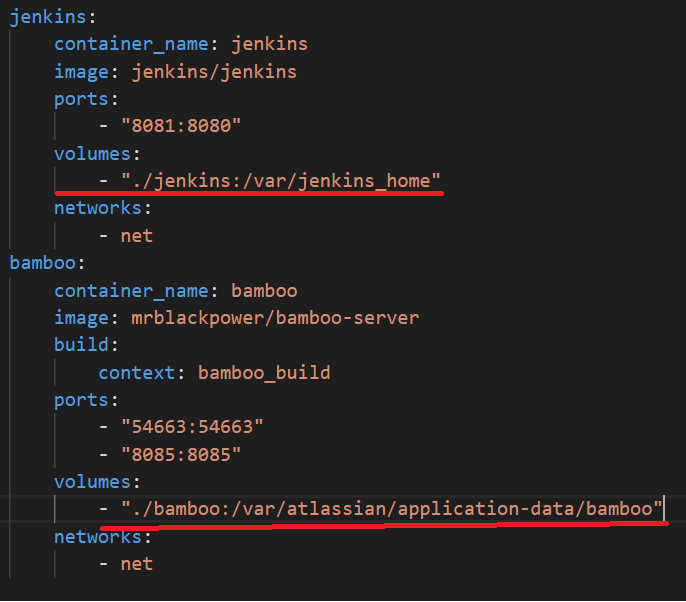 jenkins:
    container_name: jenkins
    image: jenkins/jenkins
    ports:
        - "8081:8080"
    volumes:
        - "./jenkins:/var/jenkins_home"
    networks:
        - net
bamboo:
    container_name: bamboo
    image: mrblackpower/bamboo-server
    build:
        context: bamboo_build
    ports:
        - "54663:54663"
        - "8085:8085"
    volumes:
        - "./bamboo:/var/atlassian/application-data/bamboo"
    networks:
        - net